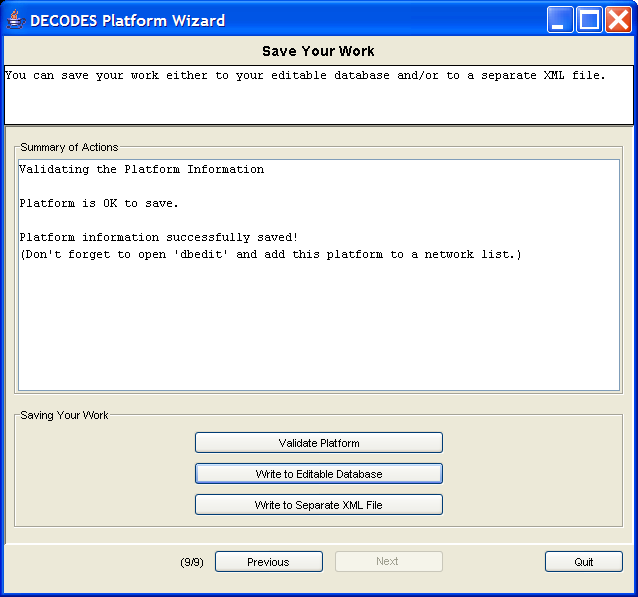 DECODES Platform Wizard
Save Your Work
You can save your work either to your editable database and/or to a separate XML file.
Summary of Actions
Validating the Platform Information
Platform is OK to save.
Platform information successfully saved!
(Don't forget to open 'dbedit' and add this platform to a network list.)
Saving Your Work
Validate Platform
Write to Editable Database
Write to Separate XML File
(9/9) Previous Next Quit